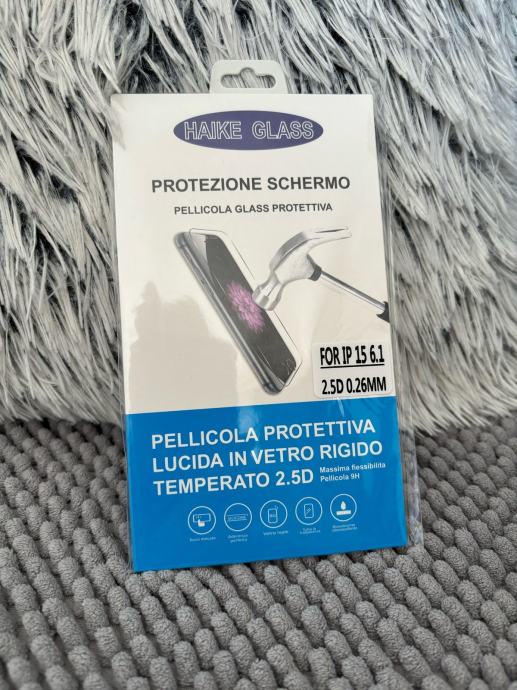 HAIKE GLASS
PROTEZIONE SCHERMO
PELLICOLA GLASS PROTETTIVA
FOR IP 15 6.1
2.5D 0.26MM
PELLICOLA PROTETTIVA
LUCIDA IN VETRO RIGIDO
TEMPERATO 2.5D
Massima flessibilita
Pellicola 9H